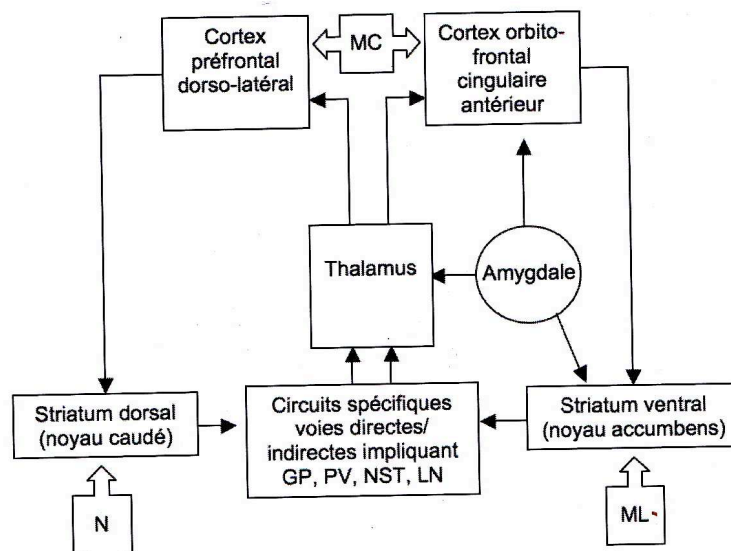 Cortex
préfrontal
dorso-latéral
MC
Cortex orbito-
frontal
cingulaire
antérieur
Thalamus
Amygdale
Striatum dorsal
(noyau caudé)
Circuits spécifiques
voies directes/
indirectes impliquant
GP, PV, NST, LN
Striatum ventral
(noyau accumbens)
N
ML